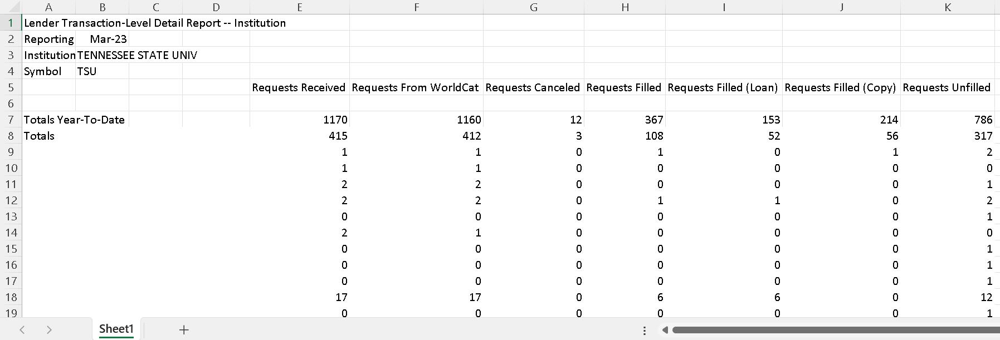 A B C D E F G H I J K
1 Lender Transaction-Level Detail Report -- Institution
2 Reporting Mar-23
3 Institution TENNESSEE STATE UNIV
4 Symbol TSU
5 Requests Received Requests From WorldCat Requests Canceled Requests Filled Requests Filled (Loan) Requests Filled (Copy) Requests Unfilled
6
7 Totals Year-To-Date 1170 1160 12 367 153 214 786
8 Totals 415 412 3 108 52 56 317
9 1 1 0 1 0 1 2
10 1 1 0 0 0 0 0
11 2 2 0 0 0 0 1
12 2 2 0 1 1 0 2
13 0 0 0 0 0 0 1
14 2 1 0 0 0 0 0
15 0 0 0 0 0 0 1
16 0 0 0 0 0 0 1
17 0 0 0 0 0 0 1
18 17 17 0 6 6 0 12
19 0 0 0 0 0 0 1
Sheet1